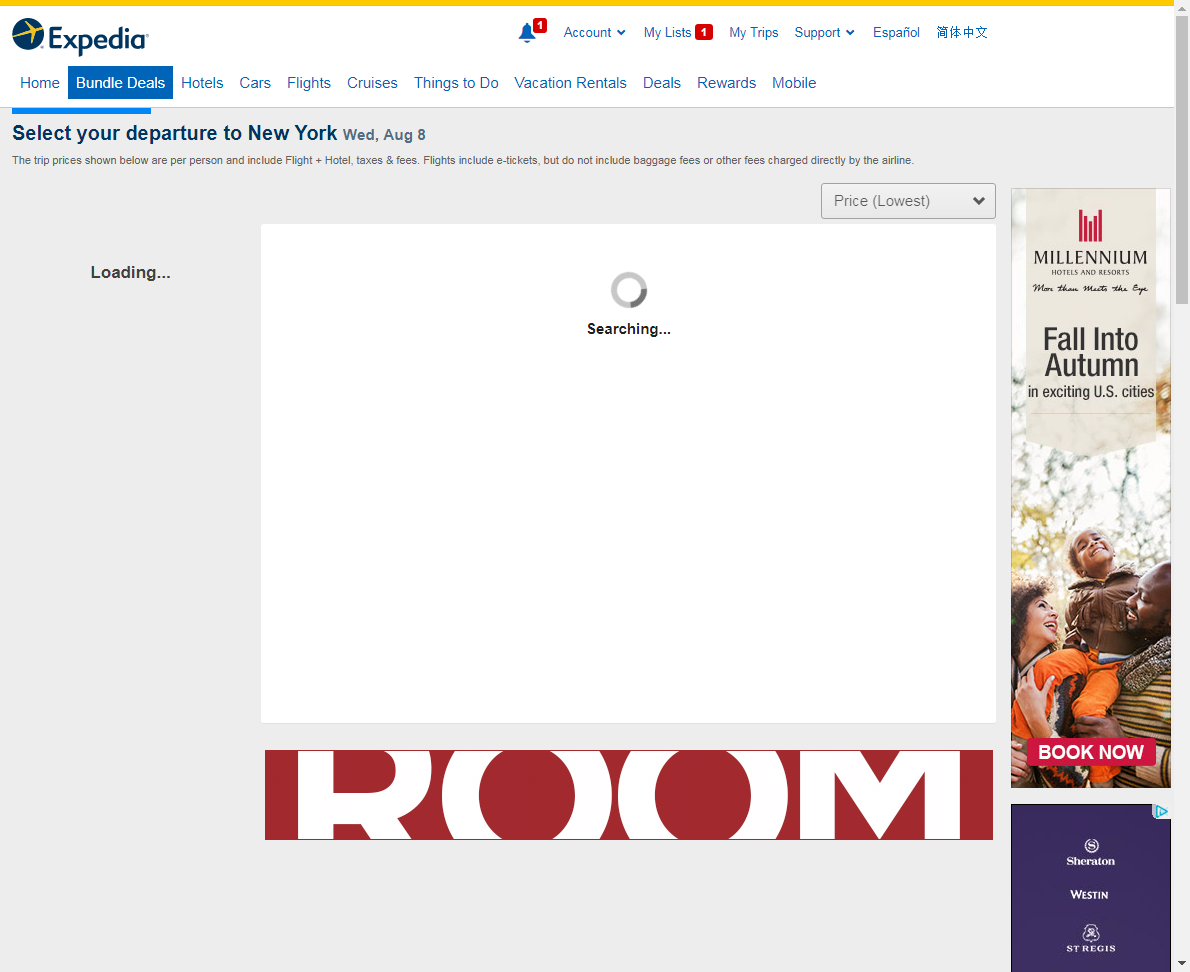 Expedia
1
Account
My Lists 1
My Trips
Support
Español
简体中文
Home
Bundle Deals
Hotels
Cars
Flights
Cruises
Things to Do
Vacation Rentals
Deals
Rewards
Mobile
Select your departure to New York Wed, Aug 8
The trip prices shown below are per person and include Flight + Hotel, taxes & fees. Flights include e-tickets, but do not include baggage fees or other fees charged directly by the airline.
Price (Lowest)
Loading...
Searching...
MILLENNIUM
HOTELS AND RESORTS
More than Meets the Eye
Fall Into
Autumn
in exciting U.S. cities
BOOK NOW
ROOM
S
Sheraton
WESTIN
ST REGIS